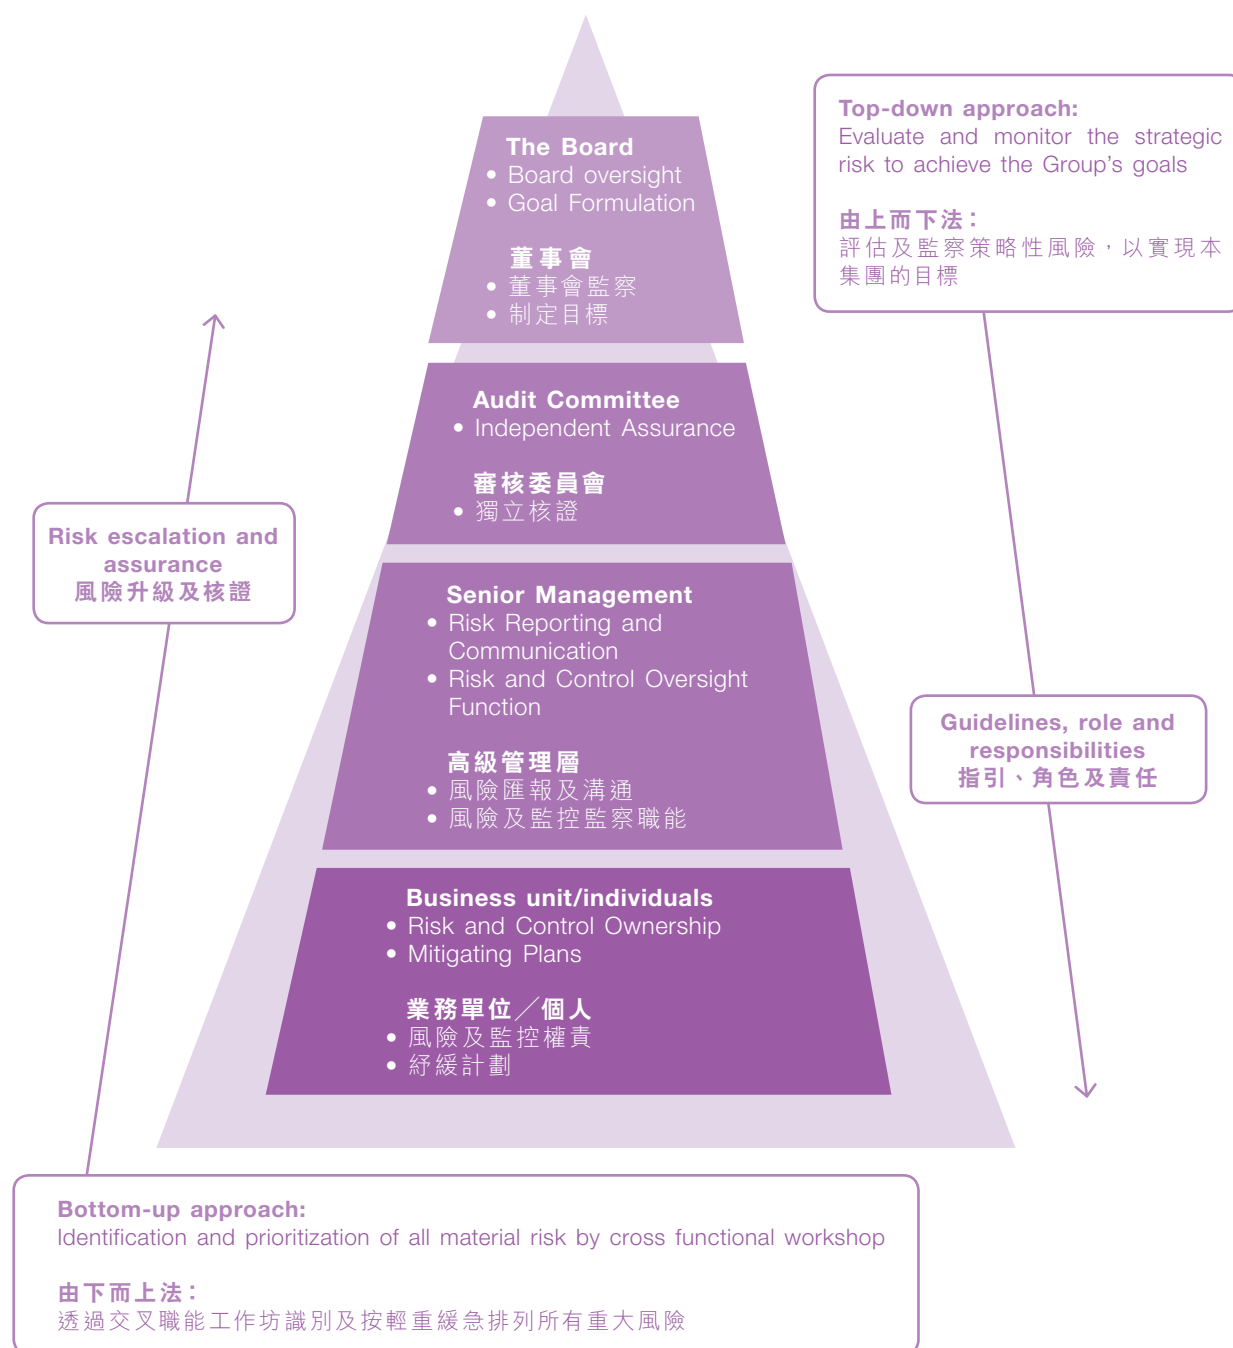 The Board
• Board oversight
• Goal Formulation
董事會
• 董事會監察
• 制定目標
Top-down approach:
Evaluate and monitor the strategic
risk to achieve the Group's goals
由上而下法：
評估及監察策略性風險，以實現本
集團的目標
Audit Committee
• Independent Assurance
審核委員會
• 獨立核證
Risk escalation and
assurance
風險升級及核證
Senior Management
• Risk Reporting and
Communication
• Risk and Control Oversight
Function
高級管理層
• 風險匯報及溝通
• 風險及監控監察職能
Guidelines, role and
responsibilities
指引、角色及責任
Business unit/individuals
• Risk and Control Ownership
• Mitigating Plans
業務單位／個人
• 風險及監控權責
• 紓緩計劃
Bottom-up approach:
Identification and prioritization of all material risk by cross functional workshop
由下而上法：
透過交叉職能工作坊識別及按輕重緩急排列所有重大風險